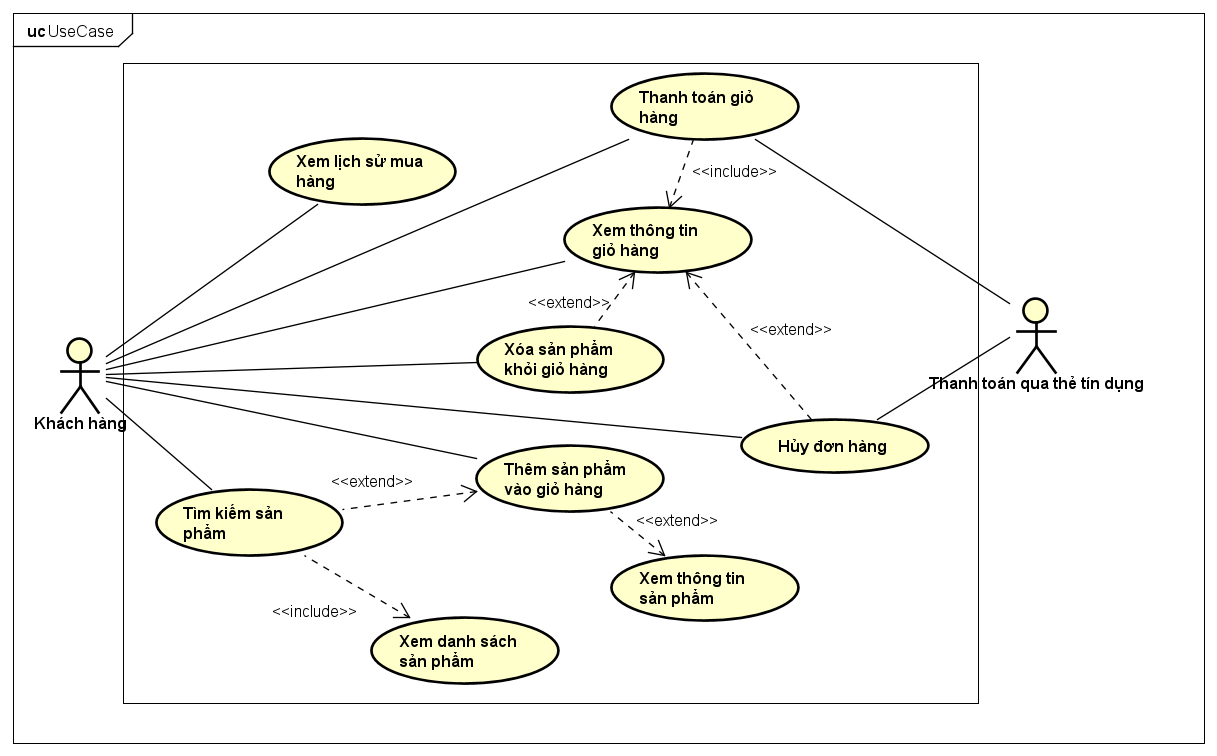 uc UseCase
Thanh toán giỏ
hàng
Xem lịch sử mua
hàng
<<include>>
Xem thông tin
giỏ hàng
<<extend>>
<<extend>>
Xóa sản phẩm
khỏi giỏ hàng
Thanh toán qua thẻ tín dụng
Khách hàng
Hủy đơn hàng
Thêm sản phẩm
vào giỏ hàng
<<extend>>
Tìm kiếm sản
phẩm
<<extend>>
Xem thông tin
sản phẩm
<<include>>
Xem danh sách
sản phẩm